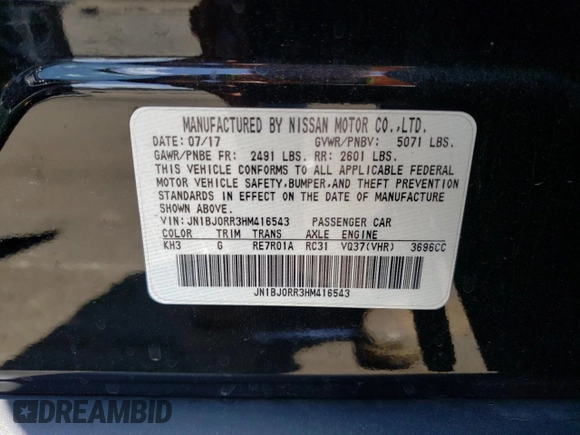 MANUFACTURED BY NISSAN MOTOR CO.,LTD.
DATE: 07/17 GVWR/PNBV: 5071 LBS.
GAWR/PNBE FR: 2491 LBS. RR: 2601 LBS.
THIS VEHICLE CONFORMS TO ALL APPLICABLE FEDERAL
MOTOR VEHICLE SAFETY,BUMPER,AND THEFT PREVENTION
STANDARDS IN EFFECT ON THE DATE OF MANUFACTURE
SHOWN ABOVE.
VIN:JN1BJ0RR3HM416543 PASSENGER CAR
COLOR TRIM TRANS AXLE ENGINE
KH3 G RE7R01A RC31 VQ37(VHR) 3696CC
JN1BJ0RR3HM416543
DREAMBID